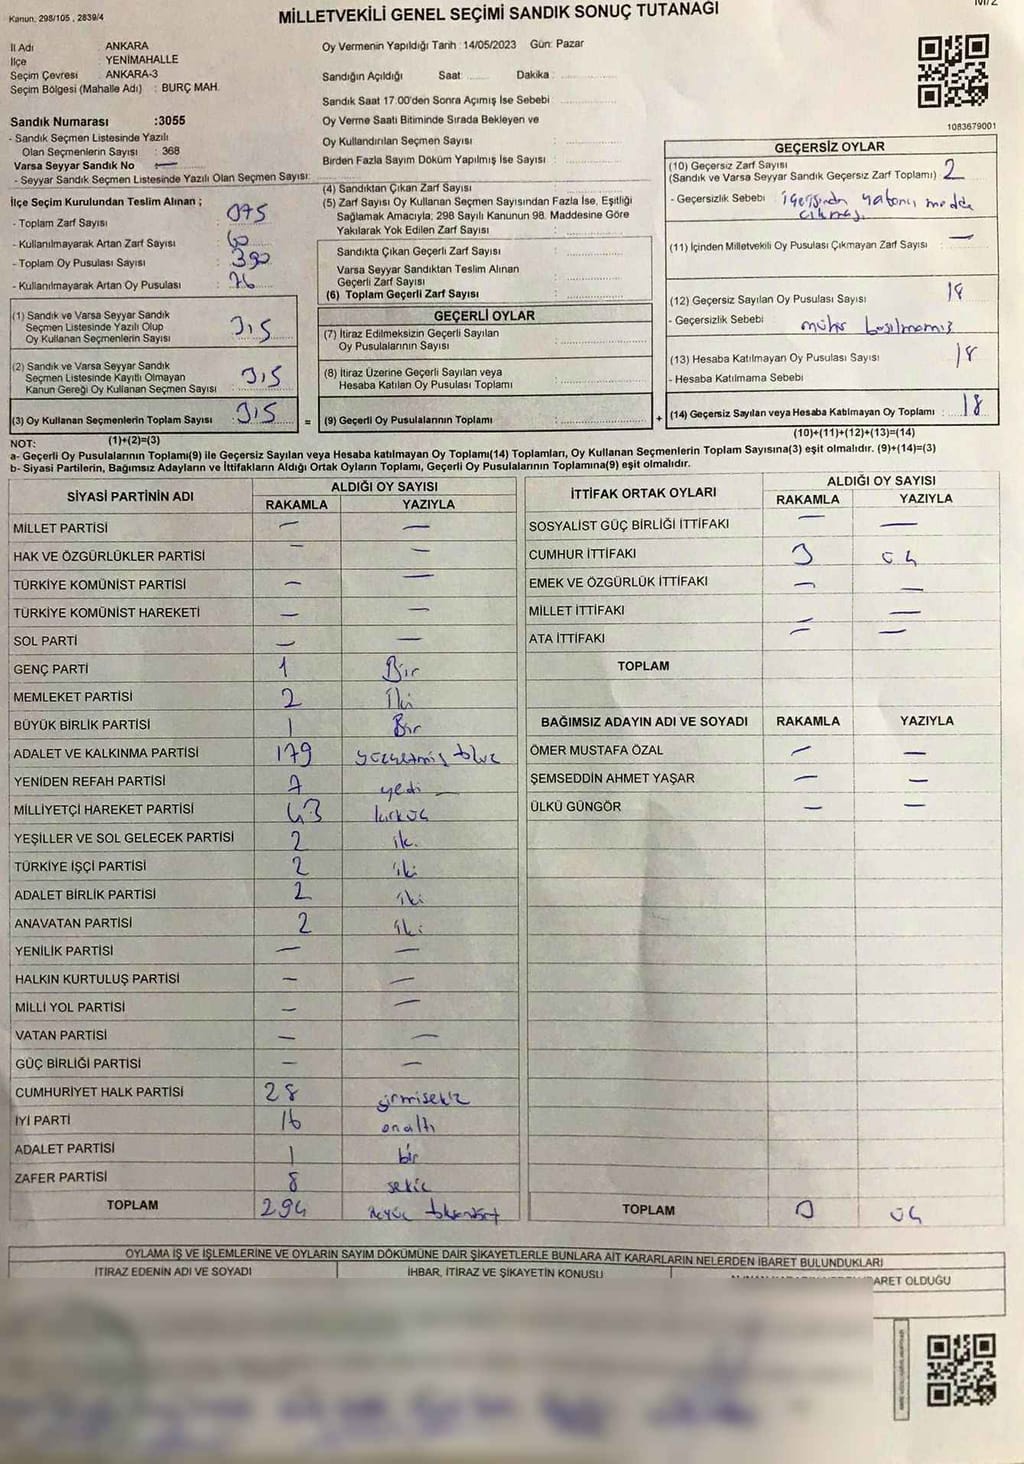 Kanun, 298/105 , 2839/4
MİLLETVEKİLİ GENEL SEÇİMİ SANDIK SONUÇ TUTANAĞI
İl Adı : ANKARA
İlçe : YENİMAHALLE
Seçim Çevresi : ANKARA-3
Seçim Bölgesi (Mahalle Adı) : BURÇ MAH.
Sandık Numarası :3055
- Sandık Seçmen Listesinde Yazılı
Olan Seçmenlerin Sayısı : 368
Varsa Seyyar Sandık No —
- Seyyar Sandık Seçmen Listesinde Yazılı Olan Seçmen Sayısı:
İlçe Seçim Kurulundan Teslim Alınan ;
- Toplam Zarf Sayısı : 375
- Kullanılmayarak Artan Zarf Sayısı : 60
- Toplam Oy Pusulası Sayısı : 390
- Kullanılmayarak Artan Oy Pusulası : 76
(1) Sandık ve Varsa Seyyar Sandık
Seçmen Listesinde Yazılı Olup
Oy Kullanan Seçmenlerin Sayısı : 315
(2) Sandık ve Varsa Seyyar Sandık
Seçmen Listesinde Kayıtlı Olmayan
Kanun Gereği Oy Kullanan Seçmen Sayısı : 315
(3) Oy Kullanan Seçmenlerin Toplam Sayısı : 315
(1)+(2)=(3)
Oy Vermenin Yapıldığı Tarih : 14/05/2023 Gün: Pazar
Sandığın Açıldığı Saat: Dakika :
Sandık Saat 17.00'den Sonra Açımış İse Sebebi
Oy Verme Saati Bitiminde Sırada Bekleyen ve
Oy Kullandırılan Seçmen Sayısı :
Birden Fazla Sayım Döküm Yapılmış İse Sayısı :
(4) Sandıktan Çıkan Zarf Sayısı :
(5) Zarf Sayısı Oy Kullanan Seçmen Sayısından Fazla İse, Eşitliği
Sağlamak Amacıyla; 298 Sayılı Kanunun 98. Maddesine Göre
Yakılarak Yok Edilen Zarf Sayısı :
Sandıkta Çıkan Geçerli Zarf Sayısı :
Varsa Seyyar Sandıktan Teslim Alınan
Geçerli Zarf Sayısı :
(6) Toplam Geçerli Zarf Sayısı :
GEÇERLİ OYLAR
(7) İtiraz Edilmeksizin Geçerli Sayılan
Oy Pusulalarının Sayısı :
(8) İtiraz Üzerine Geçerli Sayılan veya
Hesaba Katılan Oy Pusulası Toplamı :
= (9) Geçerli Oy Pusulalarının Toplamı :
1083679001
GEÇERSİZ OYLAR
(10) Geçersiz Zarf Sayısı
(Sandık ve Varsa Seyyar Sandık Geçersiz Zarf Toplamı) : 2
- Geçersizlik Sebebi : içerisinden yabancı madde
çıkması
(11) İçinden Milletvekili Oy Pusulası Çıkmayan Zarf Sayısı : —
(12) Geçersiz Sayılan Oy Pusulası Sayısı : 18
- Geçersizlik Sebebi : mühür basılmamış
(13) Hesaba Katılmayan Oy Pusulası Sayısı : 18
- Hesaba Katılmama Sebebi
+ (14) Geçersiz Sayılan veya Hesaba Katılmayan Oy Toplamı : 18
(10)+(11)+(12)+(13)=(14)
NOT:
a- Geçerli Oy Pusulasının Toplamı(9) ile Geçersiz Sayılan veya Hesaba katılmayan Oy Toplamı(14) Toplamları, Oy Kullanan Seçmenlerin Toplam Sayısına(3) eşit olmalıdır. (9)+(14)=(3)
b- Siyasi Partilerin, Bağımsız Adayların ve İttifakların Aldığı Ortak Oyların Toplamı, Geçerli Oy Pusulalarının Toplamına(9) eşit olmalıdır.
SİYASİ PARTİNİN ADI ALDIĞI OY SAYISI
RAKAMLA YAZIYLA
MİLLET PARTİSİ — —
HAK VE ÖZGÜRLÜKLER PARTİSİ — —
TÜRKİYE KOMÜNİST PARTİSİ — —
TÜRKİYE KOMÜNİST HAREKETİ — —
SOL PARTİ — —
GENÇ PARTİ 1 Bir
MEMLEKET PARTİSİ 2 İki
BÜYÜK BİRLİK PARTİSİ 1 Bir
ADALET VE KALKINMA PARTİSİ 179 yüzyetmiş dokuz
YENİDEN REFAH PARTİSİ 7 yedi —
MİLLİYETÇİ HAREKET PARTİSİ 43 kırküç
YEŞİLLER VE SOL GELECEK PARTİSİ 2 iki
TÜRKİYE İŞÇİ PARTİSİ 2 iki
ADALET BİRLİK PARTİSİ 2 iki
ANAVATAN PARTİSİ 2 iki
YENİLİK PARTİSİ — —
HALKIN KURTULUŞ PARTİSİ — —
MİLLİ YOL PARTİSİ — —
VATAN PARTİSİ — —
GÜÇ BİRLİĞİ PARTİSİ — —
CUMHURİYET HALK PARTİSİ 28 yirmisekiz
İYİ PARTİ 16 onaltı
ADALET PARTİSİ 1 bir
ZAFER PARTİSİ 8 sekiz
TOPLAM 294 ikiyüz doksandört
İTTİFAK ORTAK OYLARI ALDIĞI OY SAYISI
RAKAMLA YAZIYLA
SOSYALİST GÜÇ BİRLİĞİ İTTİFAKI — —
CUMHUR İTTİFAKI 3 üç
EMEK VE ÖZGÜRLÜK İTTİFAKI — —
MİLLET İTTİFAKI — —
ATA İTTİFAKI — —
TOPLAM
BAĞIMSIZ ADAYIN ADI VE SOYADI RAKAMLA YAZIYLA
ÖMER MUSTAFA ÖZAL — —
ŞEMSEDDİN AHMET YAŞAR — —
ÜLKÜ GÜNGÖR — —
TOPLAM 3 üç
OYLAMA İŞ VE İŞLEMLERİNE VE OYLARIN SAYIM DÖKÜMÜNE DAİR ŞİKAYETLERLE BUNLARA AİT KARARLARIN NELERDEN İBARET BULUNDUKLARI
İTİRAZ EDENİN ADI VE SOYADI İHBAR, İTİRAZ VE ŞİKAYETİN KONUSU OLDUĞU